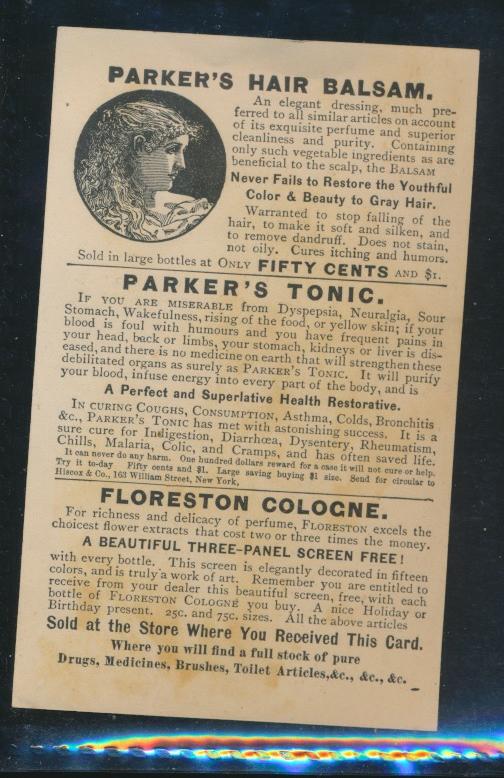 PARKER'S HAIR BALSAM.
An elegant dressing, much pre-
ferred to all similar articles on account
of its exquisite perfume and superior
cleanliness and purity. Containing
only such vegetable ingredients as are
beneficial to the scalp, the BALSAM
Never Fails to Restore the Youthful
Color & Beauty to Gray Hair.
Warranted to stop falling of the
hair, to make it soft and silken, and
to remove dandruff. Does not stain,
not oily. Cures itching and humors.
Sold in large bottles at ONLY FIFTY CENTS AND $1.
PARKER'S TONIC.
IF YOU ARE MISERABLE from Dyspepsia, Neuralgia, Sour
Stomach, Wakefulness, rising of the food, or yellow skin; if your
blood is foul with humours and you have frequent pains in
your head, back or limbs, your stomach, kidneys or liver is dis-
eased, and there is no medicine on earth that will strengthen these
debilitated organs as surely as PARKER'S TONIC. It will purify
your blood, infuse energy into every part of the body, and is
A Perfect and Superlative Health Restorative.
IN CURING COUGHS, CONSUMPTION, Asthma, Colds, Bronchitis
&c., PARKER'S TONIC has met with astonishing success. It is a
sure cure for Indigestion, Diarrhœa, Dysentery, Rheumatism,
Chills, Malaria, Colic, and Cramps, and has often saved life.
It can never do any harm. One hundred dollars reward for a case it will not cure or help.
Try it to-day Fifty cents and $1. Large saving buying $1 size. Send for circular to
Hiscox & Co., 163 William Street, New York.
FLORESTON COLOGNE.
For richness and delicacy of perfume, FLORESTON excels the
choicest flower extracts that cost two or three times the money.
A BEAUTIFUL THREE-PANEL SCREEN FREE!
with every bottle. This screen is elegantly decorated in fifteen
colors, and is truly a work of art. Remember you are entitled to
receive from your dealer this beautiful screen, free, with each
bottle of FLORESTON COLOGNE you buy. A nice Holiday or
Birthday present. 25c. and 75c. sizes. All the above articles
Sold at the Store Where You Received This Card.
Where you will find a full stock of pure
Drugs, Medicines, Brushes, Toilet Articles,&c., &c., &c.